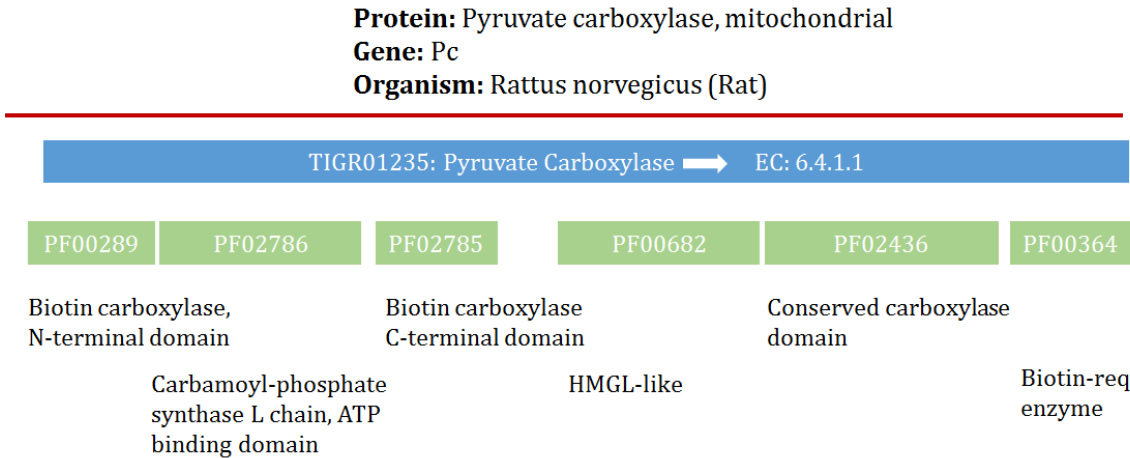 Protein: Pyruvate carboxylase, mitochondrial
Gene: Pc
Organism: Rattus norvegicus (Rat)
TIGR01235: Pyruvate Carboxylase EC: 6.4.1.1
PF00289 PF02786 PF02785 PF00682 PF02436 PF00364
Biotin carboxylase,
N-terminal domain
Biotin carboxylase
C-terminal domain
Conserved carboxylase
domain
Carbamoyl-phosphate
synthase L chain, ATP
binding domain
HMGL-like
Biotin-req
enzyme